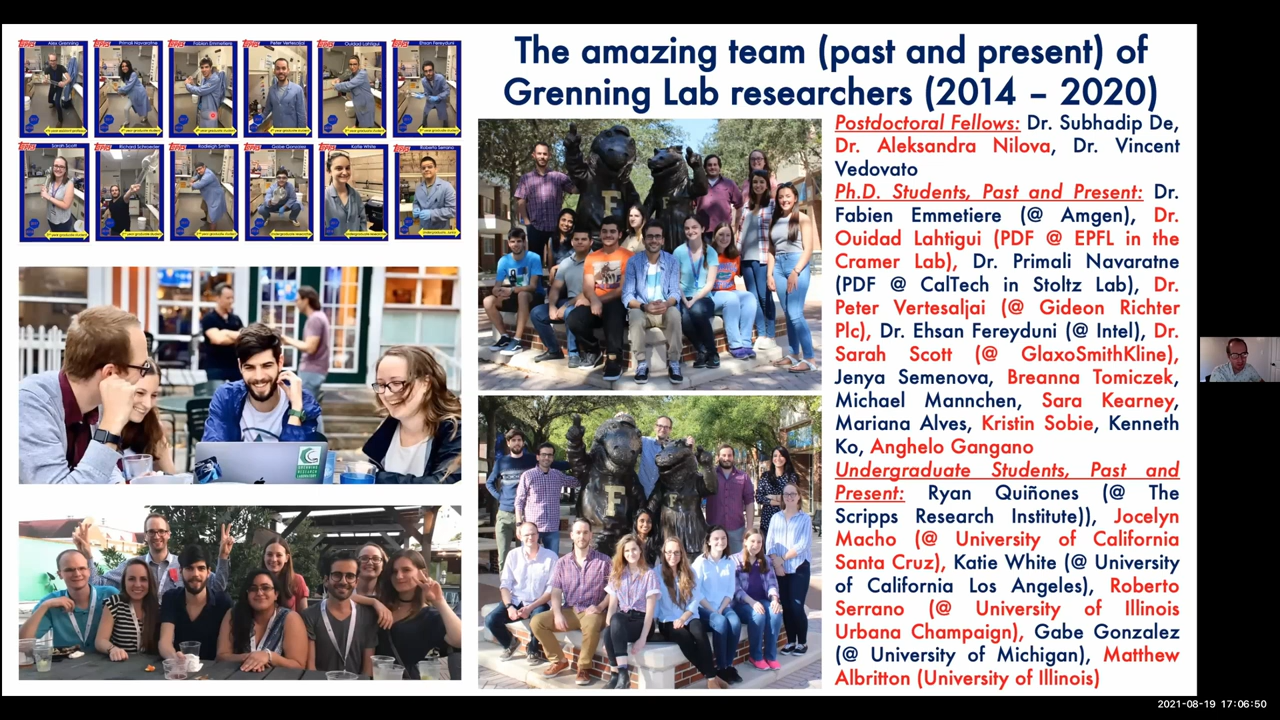 The amazing team (past and present) of
Grenning Lab researchers (2014 – 2020)
Alex Grenning
Primali Navaratne
Fabien Emmetiere
Peter Vertesaljai
Ouidad Lahtigui
Ehsan Fereyduni
Sarah Scott
Richard Schroeder
Radleigh Smith
Gabe Gonzales
Katie White
Roberto Serrano
F
F
F
F
Postdoctoral Fellows: Dr. Subhadip De,
Dr. Aleksandra Nilova, Dr. Vincent
Vedovato
Ph.D. Students, Past and Present: Dr.
Fabien Emmetiere (@ Amgen), Dr.
Ouidad Lahtigui (PDF @ EPFL in the
Cramer Lab), Dr. Primali Navaratne
(PDF @ CalTech in Stoltz Lab), Dr.
Peter Vertesaljai (@ Gideon Richter
Plc), Dr. Ehsan Fereyduni (@ Intel), Dr.
Sarah Scott (@ GlaxoSmithKline),
Jenya Semenova, Breanna Tomiczek,
Michael Mannchen, Sara Kearney,
Mariana Alves, Kristin Sobie, Kenneth
Ko, Anghelo Gangano
Undergraduate Students, Past and
Present: Ryan Quiñones (@ The
Scripps Research Institute)), Jocelyn
Macho (@ University of California
Santa Cruz), Katie White (@ University
of California Los Angeles), Roberto
Serrano (@ University of Illinois
Urbana Champaign), Gabe Gonzalez
(@ University of Michigan), Matthew
Albritton (University of Illinois)
2021-08-19 17:06:50